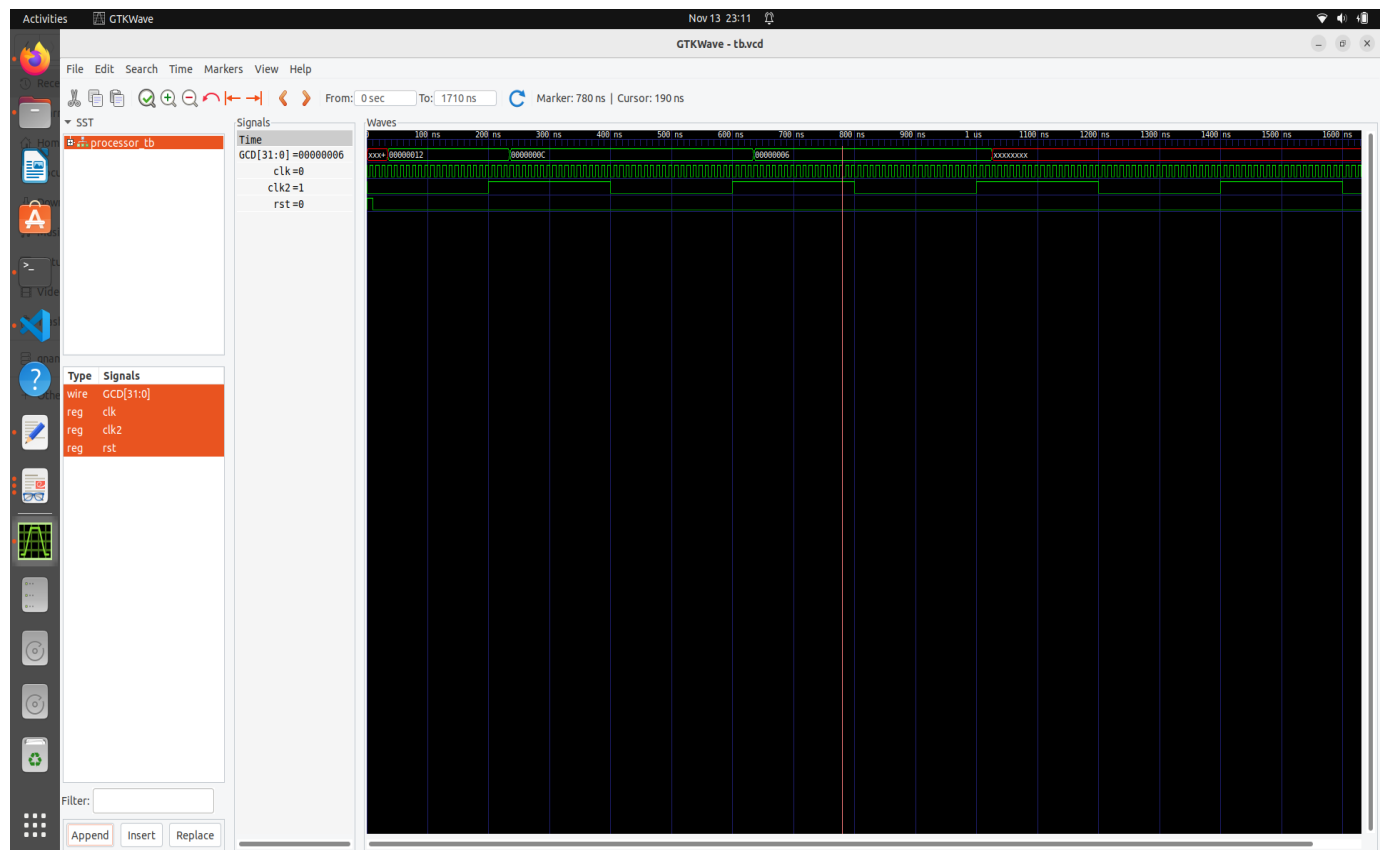 Activities GTKWave Nov 13 23:11
GTKWave - tb.vcd
File Edit Search Time Markers View Help
From: 0 sec To: 1710 ns Marker: 780 ns | Cursor: 190 ns
SST
processor_tb
Type Signals
wire GCD[31:0]
reg clk
reg clk2
reg rst
Filter:
Append Insert Replace
Signals
Time
GCD[31:0] =00000006
clk =0
clk2 =1
rst =0
Waves
100 ns 200 ns 300 ns 400 ns 500 ns 600 ns 700 ns 800 ns 900 ns 1 us 1100 ns 1200 ns 1300 ns 1400 ns 1500 ns 1600 ns
xxx+ 00000012 0000000C 00000006 xxxxxxxx